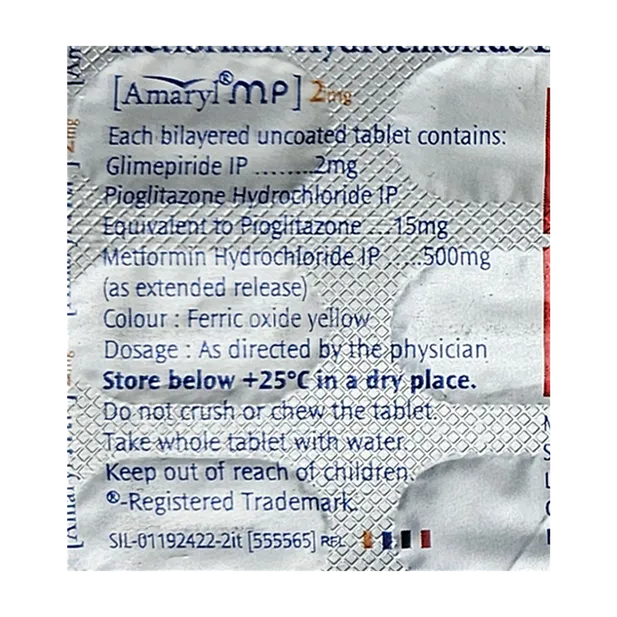 Metformin Hydrochloride
[Amaryl® MP] 2mg
Each bilayered uncoated tablet contains:
Glimepiride IP ........2mg
Pioglitazone Hydrochloride IP
Equivalent to Pioglitazone ....15mg
Metformin Hydrochloride IP .....500mg
(as extended release)
Colour : Ferric oxide yellow
Dosage : As directed by the physician
Store below +25°C in a dry place.
Do not crush or chew the tablet.
Take whole tablet with water.
Keep out of reach of children.
®-Registered Trademark.
SIL-01192422-2it [555565] REL